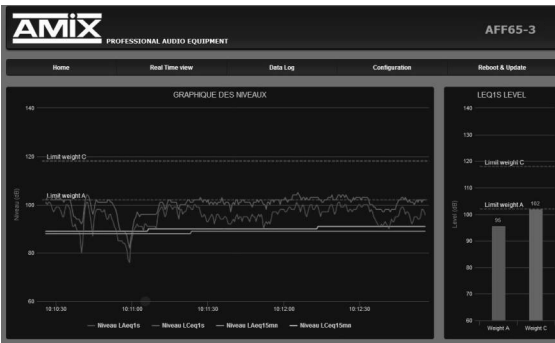 AMiX
PROFESSIONAL AUDIO EQUIPMENT
AFF65-3
Home Real Time view Data Log Configuration Reboot & Update
GRAPHIQUE DES NIVEAUX
140
Limit weight C
120
Limit weight A
100
80
60
Niveau (dB)
10:10:30 10:11:00 10:11:30 10:12:00 10:12:30
Niveau LAeq1s Niveau LCeq1s Niveau LAeq15mn Niveau LCeq15mn
LEQ1S LEVEL
140
130
120
Limit weight C
110
Limit weight A
102
100
96
90
80
70
60
Level (dB)
Weight A Weight C